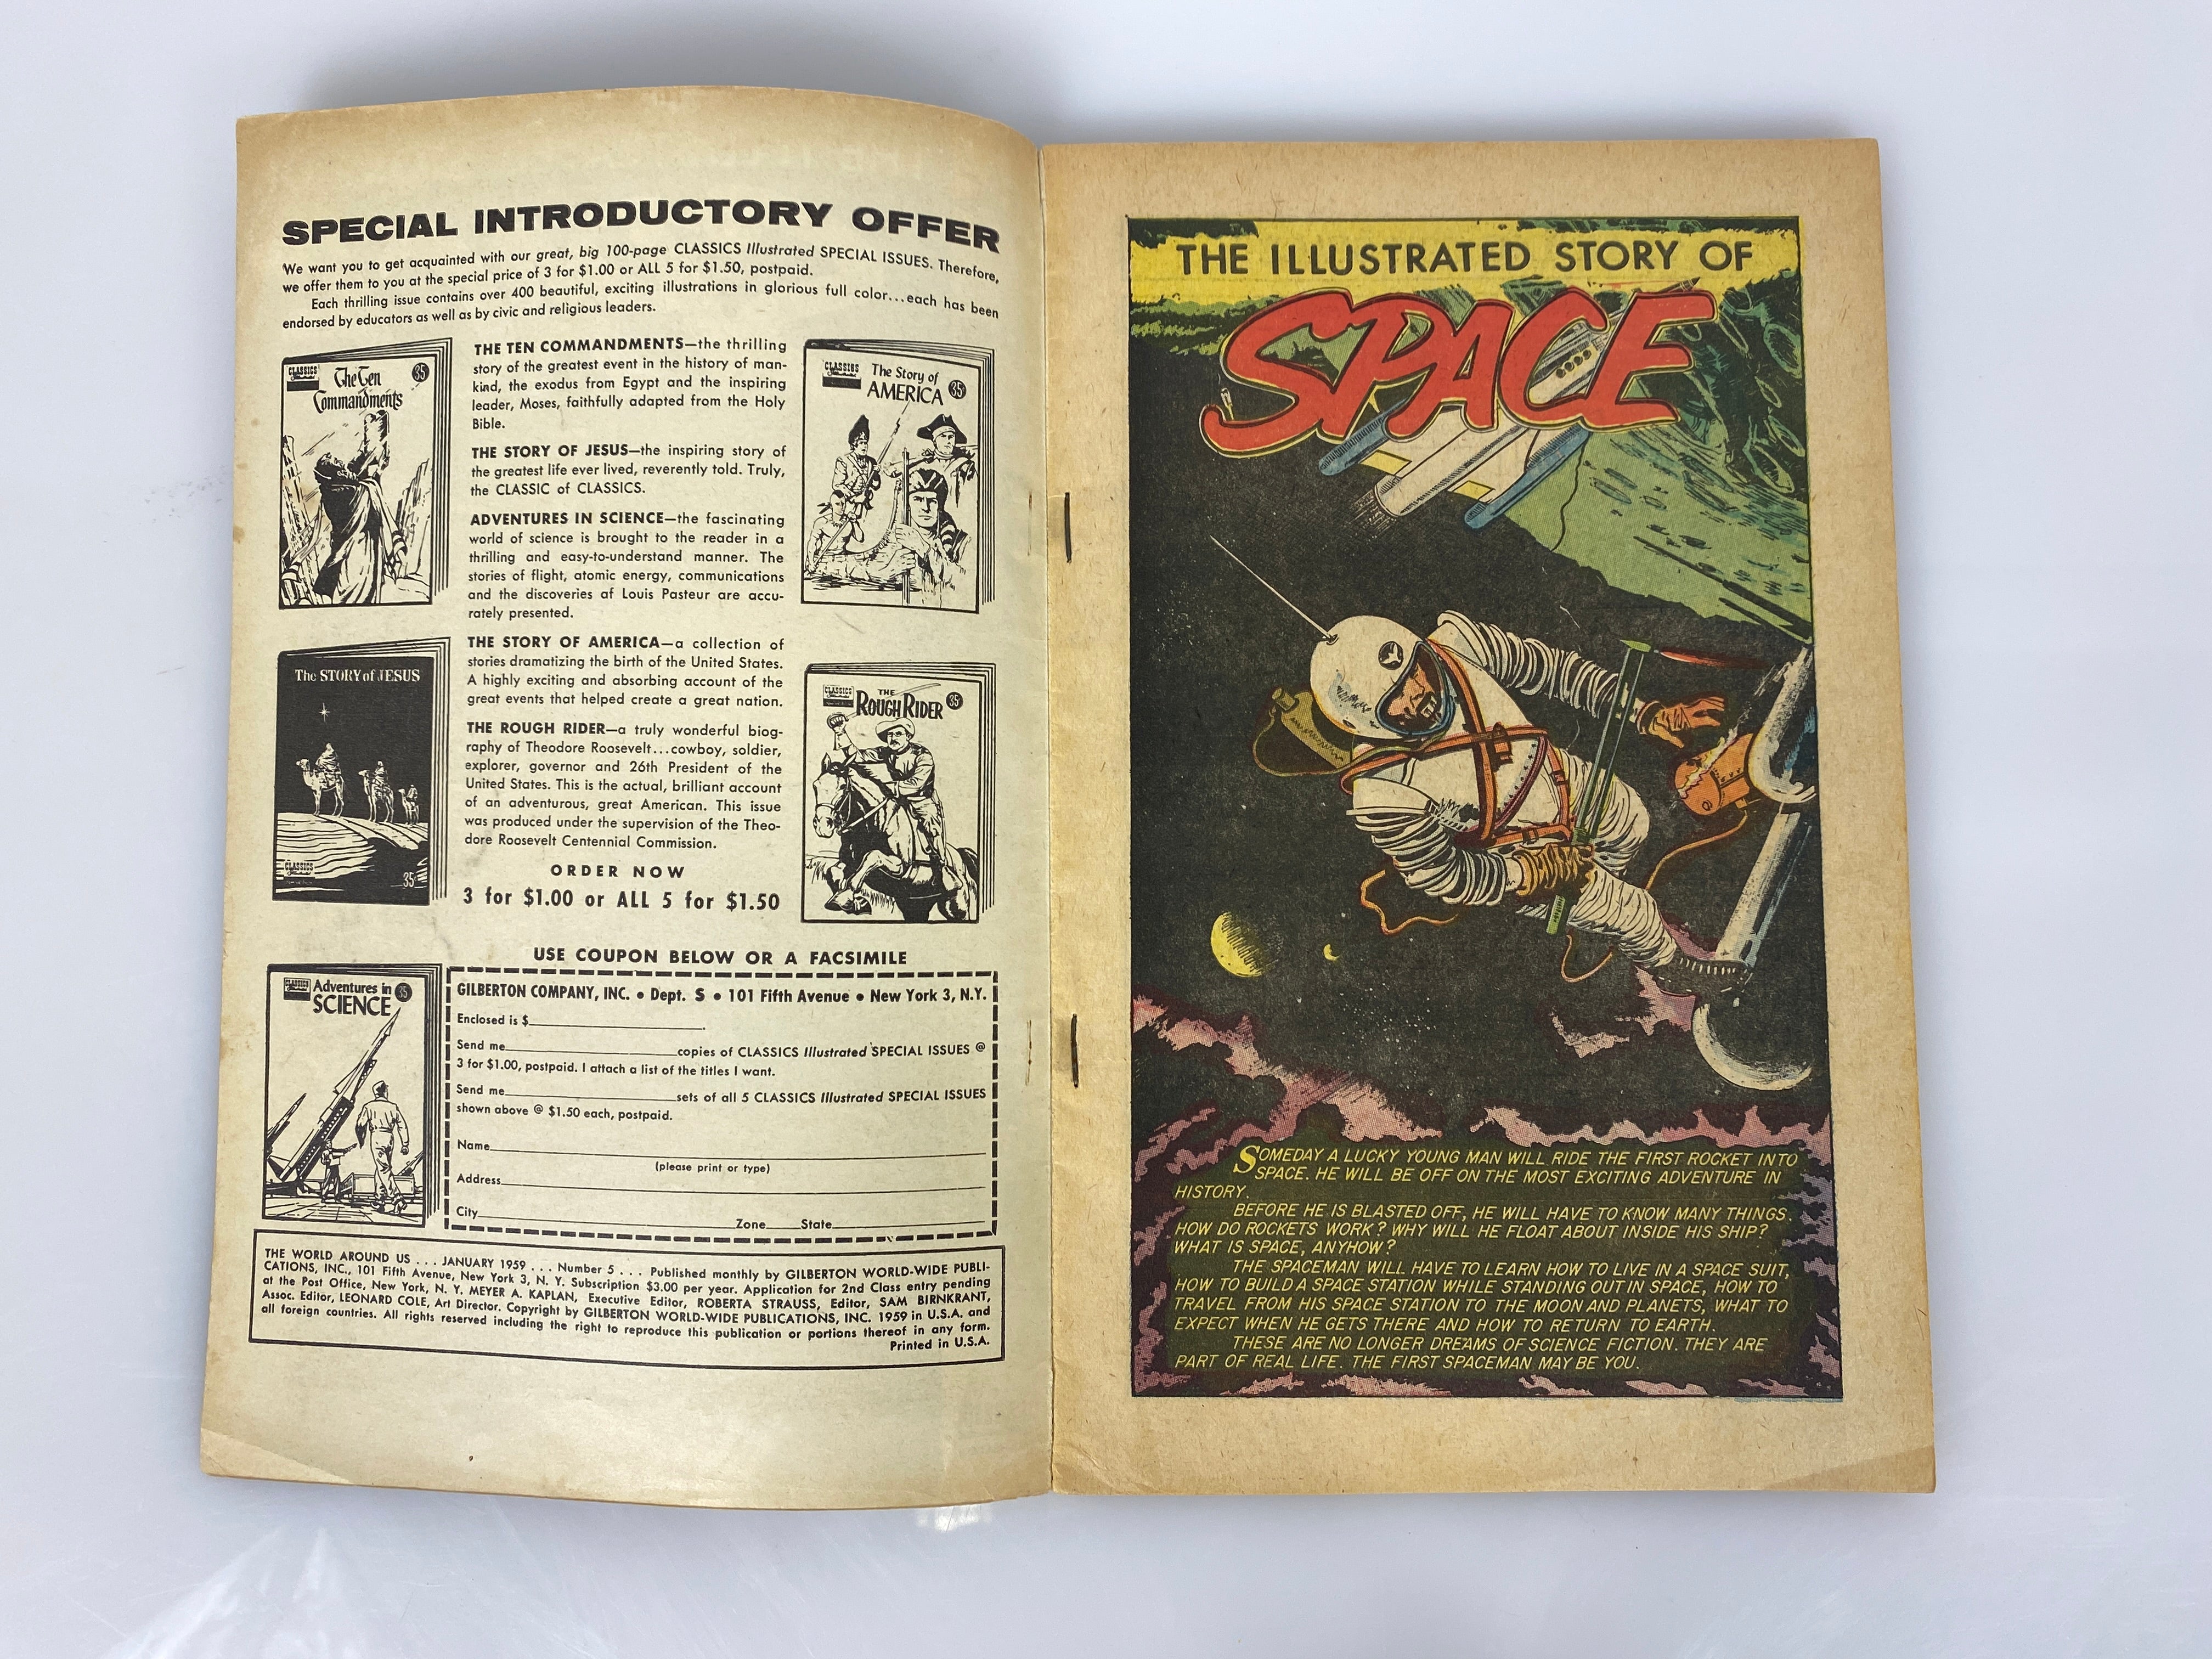 SPECIAL INTRODUCTORY OFFER
We want you to get acquainted with our great, big 100-page CLASSICS Illustrated SPECIAL ISSUES. Therefore,
we offer them to you at the special price of 3 for $1.00 or ALL 5 for $1.50, postpaid.
Each thrilling issue contains over 400 beautiful, exciting illustrations in glorious full color...each has been
endorsed by educators as well as by civic and religious leaders.
CLASSICS
The Ten
Commandments
35¢
THE TEN COMMANDMENTS—the thrilling
story of the greatest event in the history of man-
kind, the exodus from Egypt and the inspiring
leader, Moses, faithfully adapted from the Holy
Bible.
THE STORY OF JESUS—the inspiring story of
the greatest life ever lived, reverently told. Truly,
the CLASSIC of CLASSICS.
ADVENTURES IN SCIENCE—the fascinating
world of science is brought to the reader in a
thrilling and easy-to-understand manner. The
stories of flight, atomic energy, communications
and the discoveries af Louis Pasteur are accu-
rately presented.
THE STORY OF AMERICA—a collection of
stories dramatizing the birth of the United States.
A highly exciting and absorbing account of the
great events that helped create a great nation.
THE ROUGH RIDER—a truly wonderful biog-
raphy of Theodore Roosevelt...cowboy, soldier,
explorer, governor and 26th President of the
United States. This is the actual, brilliant account
of an adventurous, great American. This issue
was produced under the supervision of the Theo-
dore Roosevelt Centennial Commission.
ORDER NOW
3 for $1.00 or ALL 5 for $1.50
CLASSICS
The Story of
AMERICA
35¢
The STORY of JESUS
CLASSICS
35¢
CLASSICS
THE
ROUGH RIDER
35¢
CLASSICS
Adventures in
SCIENCE
35
USE COUPON BELOW OR A FACSIMILE
GILBERTON COMPANY, INC. • Dept. S • 101 Fifth Avenue • New York 3, N.Y.
Enclosed is $
Send me copies of CLASSICS Illustrated SPECIAL ISSUES @
3 for $1.00, postpaid. I attach a list of the titles I want.
Send me sets of all 5 CLASSICS Illustrated SPECIAL ISSUES
shown above @ $1.50 each, postpaid.
Name
(please print or type)
Address
City Zone State
THE WORLD AROUND US . . . JANUARY 1959 . . . Number 5 . . . Published monthly by GILBERTON WORLD-WIDE PUBLI-
CATIONS, INC., 101 Fifth Avenue, New York 3, N. Y. Subscription $3.00 per year. Application for 2nd Class entry pending
at the Post Office, New York, N. Y. MEYER A. KAPLAN, Executive Editor, ROBERTA STRAUSS, Editor, SAM BIRNKRANT,
Assoc. Editor, LEONARD COLE, Art Director. Copyright by GILBERTON WORLD-WIDE PUBLICATIONS, INC. 1959 in U.S.A. and
all foreign countries. All rights reserved including the right to reproduce this publication or portions thereof in any form.
Printed in U.S.A.
THE ILLUSTRATED STORY OF
SPACE
SOMEDAY A LUCKY YOUNG MAN WILL RIDE THE FIRST ROCKET INTO
SPACE. HE WILL BE OFF ON THE MOST EXCITING ADVENTURE IN
HISTORY.
BEFORE HE IS BLASTED OFF, HE WILL HAVE TO KNOW MANY THINGS.
HOW DO ROCKETS WORK? WHY WILL HE FLOAT ABOUT INSIDE HIS SHIP?
WHAT IS SPACE, ANYHOW?
THE SPACEMAN WILL HAVE TO LEARN HOW TO LIVE IN A SPACE SUIT,
HOW TO BUILD A SPACE STATION WHILE STANDING OUT IN SPACE, HOW TO
TRAVEL FROM HIS SPACE STATION TO THE MOON AND PLANETS, WHAT TO
EXPECT WHEN HE GETS THERE AND HOW TO RETURN TO EARTH.
THESE ARE NO LONGER DREAMS OF SCIENCE FICTION. THEY ARE
PART OF REAL LIFE. THE FIRST SPACEMAN MAY BE YOU.